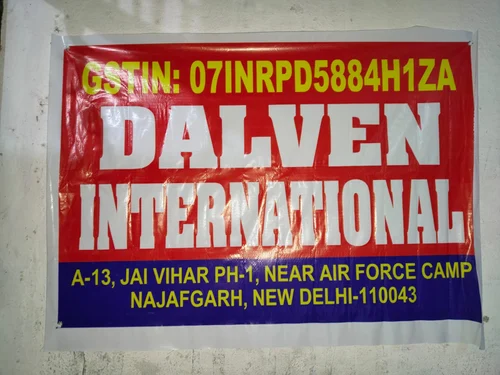 GSTIN: 07INRPD5884H1ZA
DALVEN
INTERNATIONAL
A-13, JAI VIHAR PH-1, NEAR AIR FORCE CAMP
NAJAFGARH, NEW DELHI-110043